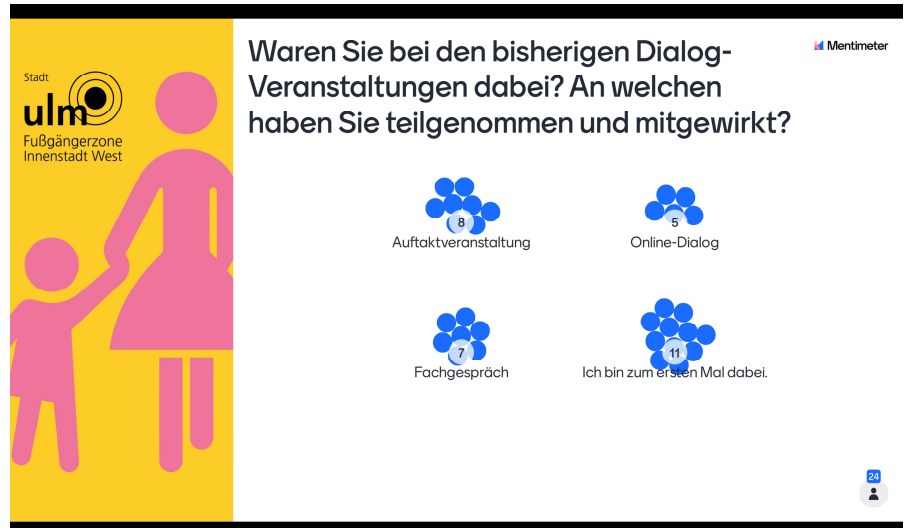 Stadt
ulm
Fußgängerzone
Innenstadt West
Waren Sie bei den bisherigen Dialog-
Veranstaltungen dabei? An welchen
haben Sie teilgenommen und mitgewirkt?
Mentimeter
8
Auftaktveranstaltung
5
Online-Dialog
7
Fachgespräch
11
Ich bin zum ersten Mal dabei.
24